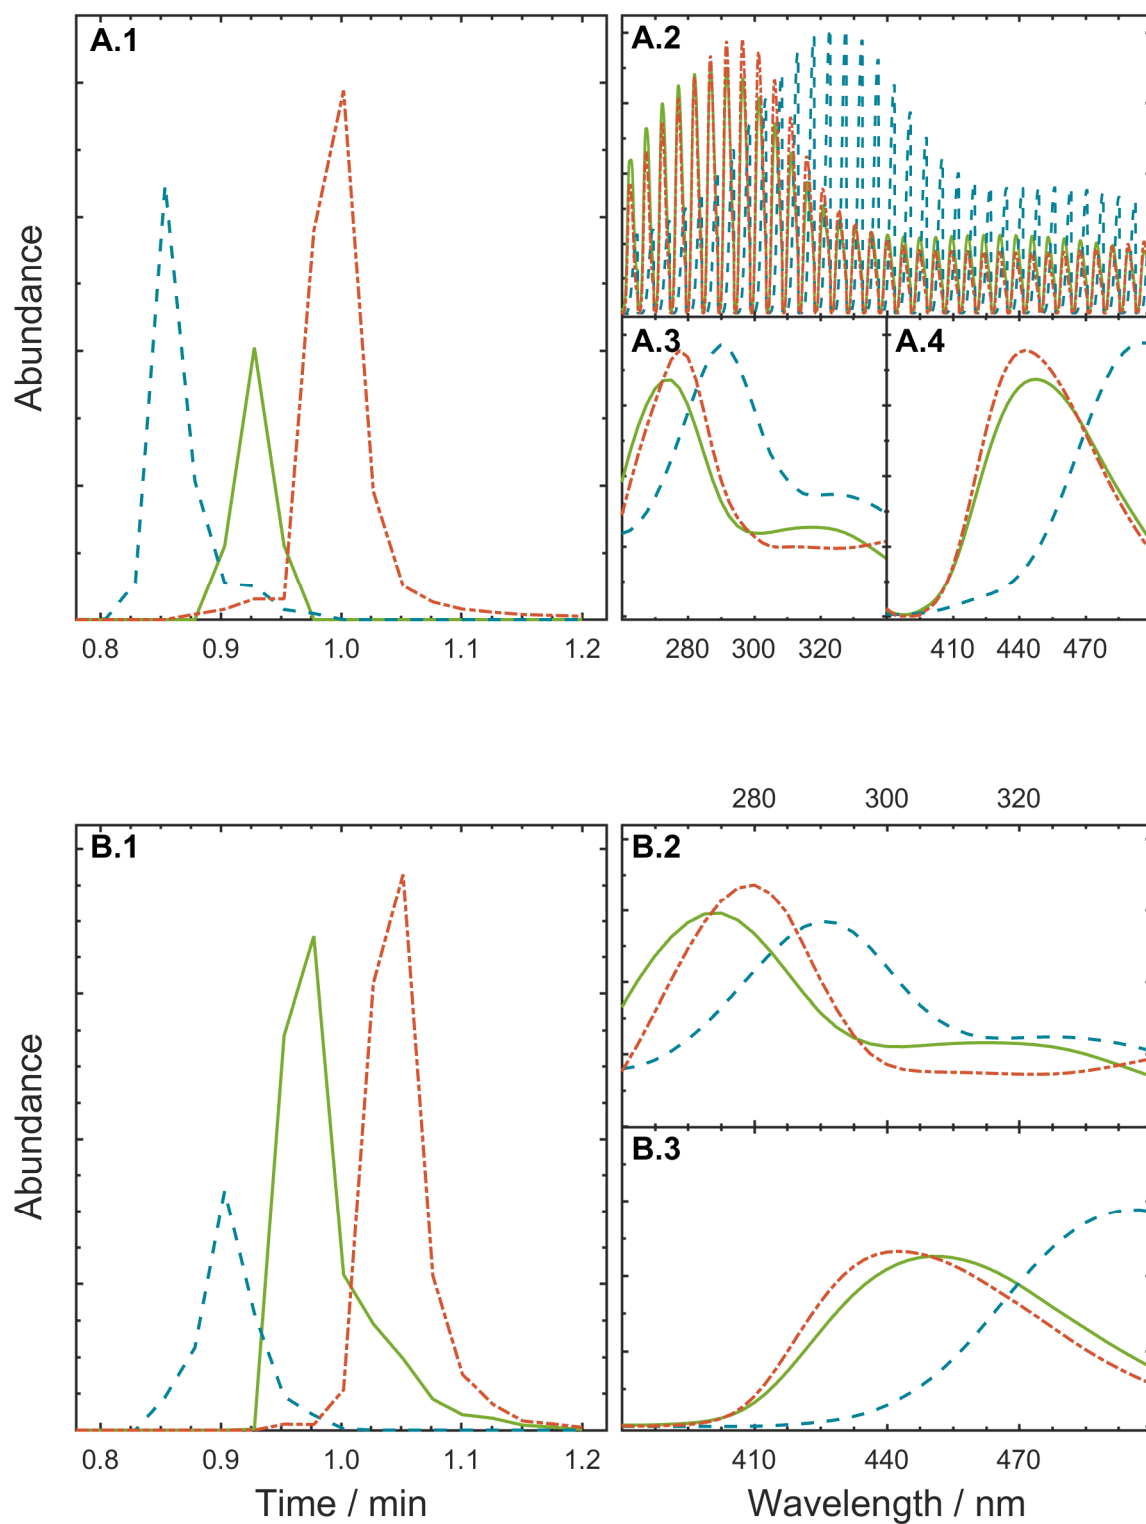 A.1
A.2
A.3
A.4
Abundance
0.8 0.9 1.0 1.1 1.2
280 300 320
410 440 470
280 300 320
B.1
B.2
B.3
Abundance
0.8 0.9 1.0 1.1 1.2
410 440 470
Time / min
Wavelength / nm